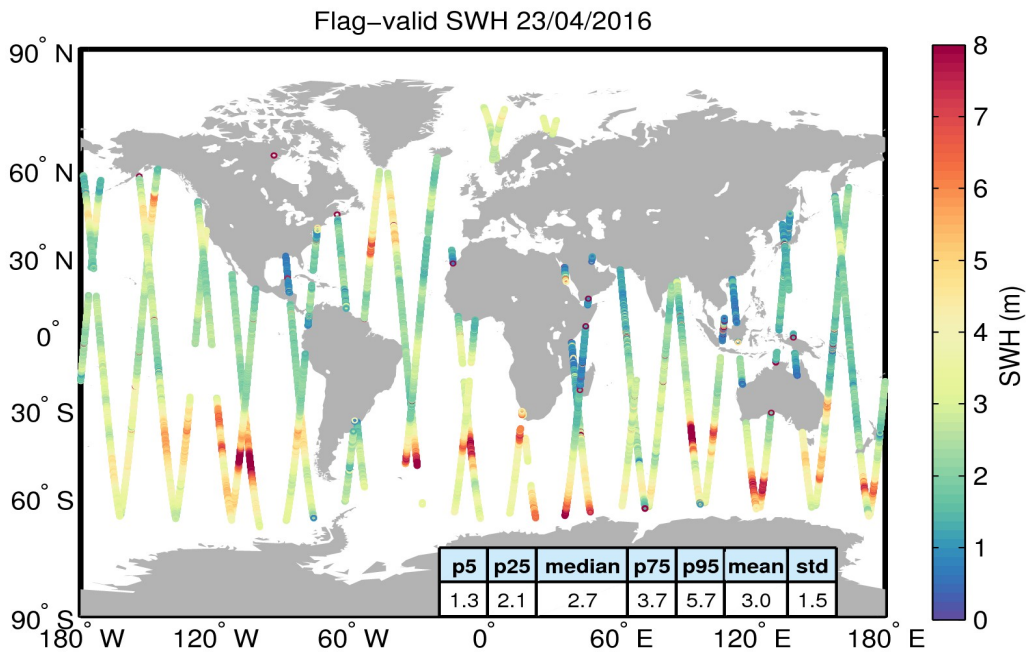 Flag−valid SWH 23/04/2016
90° N
60° N
30° N
0°
30° S
60° S
90° S
180° W
120° W
60° W
0°
60° E
120° E
180° E
p5 p25 median p75 p95 mean std
1.3 2.1 2.7 3.7 5.7 3.0 1.5
8
7
6
5
4
3
2
1
0
SWH (m)